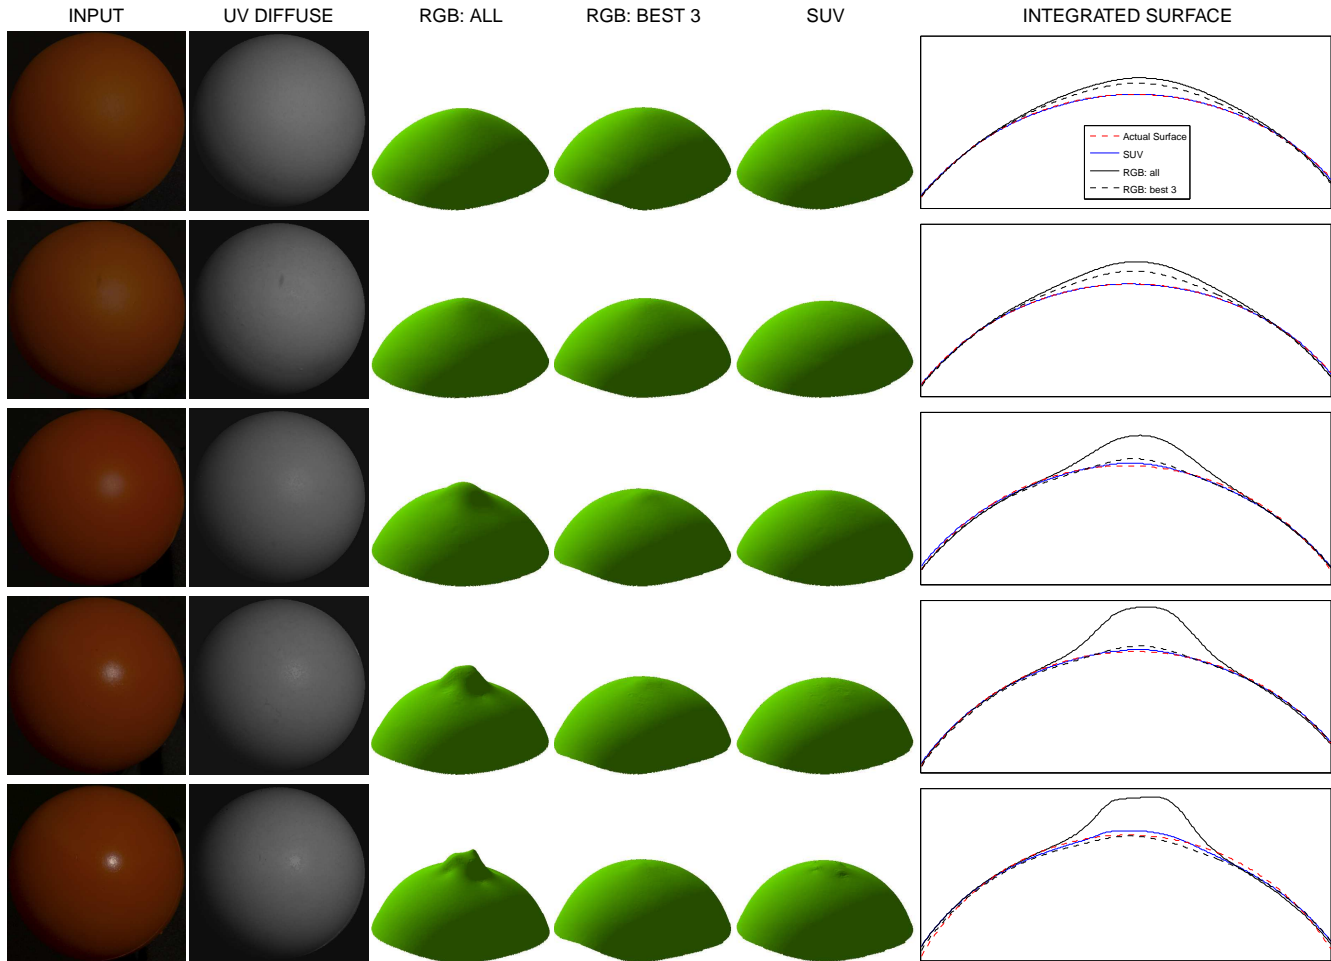 INPUT
UV DIFFUSE
RGB: ALL
RGB: BEST 3
SUV
INTEGRATED SURFACE
Actual Surface
SUV
RGB: all
RGB: best 3